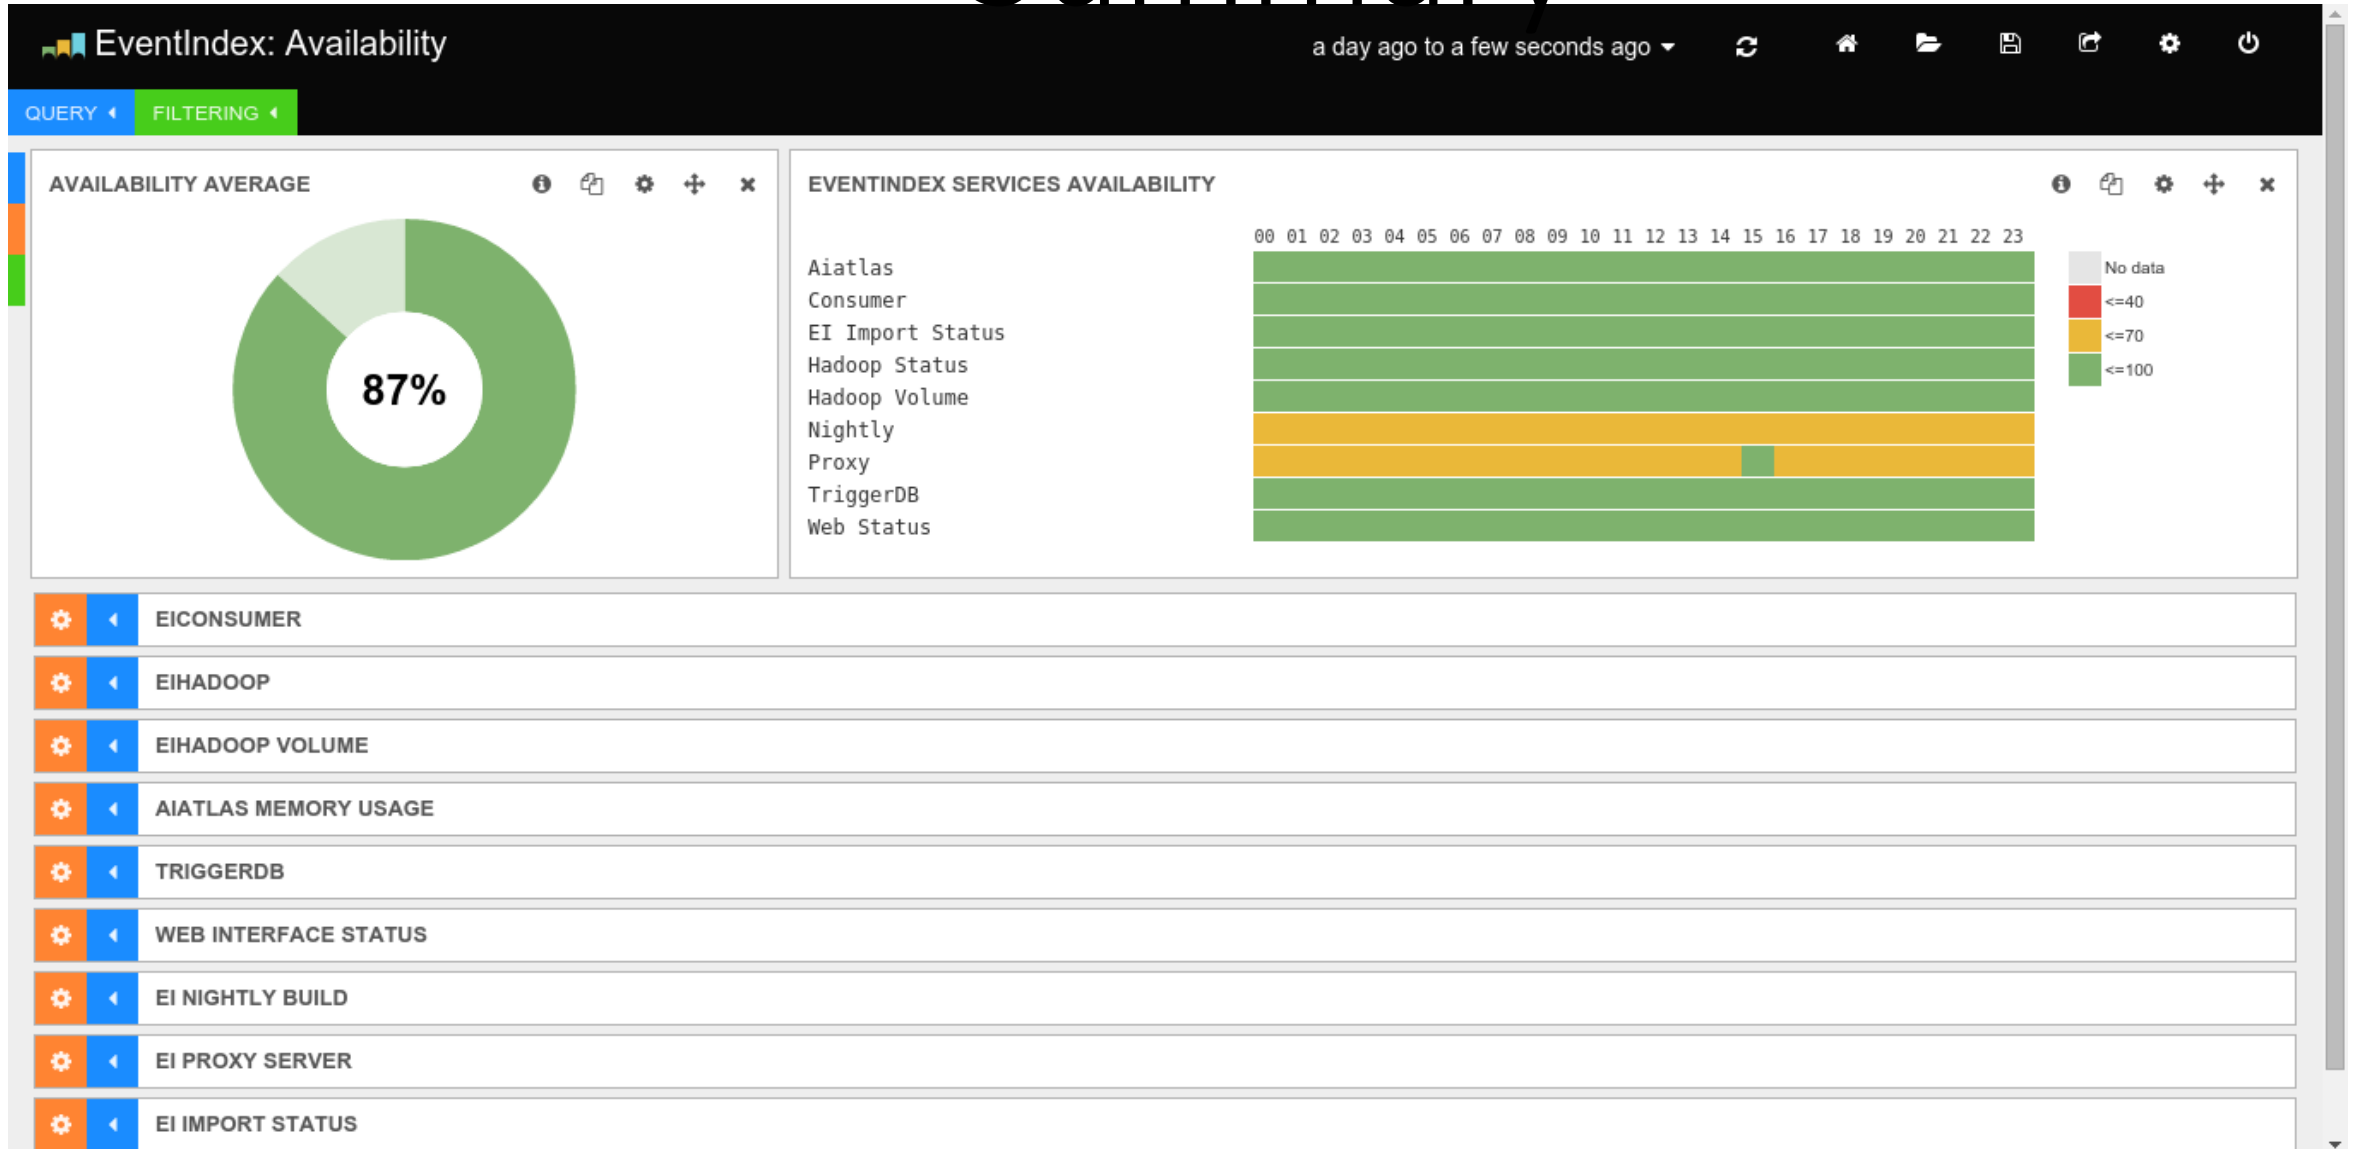 EventIndex: Availability
a day ago to a few seconds ago
QUERY
FILTERING
AVAILABILITY AVERAGE
87%
EVENTINDEX SERVICES AVAILABILITY
00 01 02 03 04 05 06 07 08 09 10 11 12 13 14 15 16 17 18 19 20 21 22 23
Aiatlas
Consumer
EI Import Status
Hadoop Status
Hadoop Volume
Nightly
Proxy
TriggerDB
Web Status
No data
<=40
<=70
<=100
EICONSUMER
EIHADOOP
EIHADOOP VOLUME
AIATLAS MEMORY USAGE
TRIGGERDB
WEB INTERFACE STATUS
EI NIGHTLY BUILD
EI PROXY SERVER
EI IMPORT STATUS